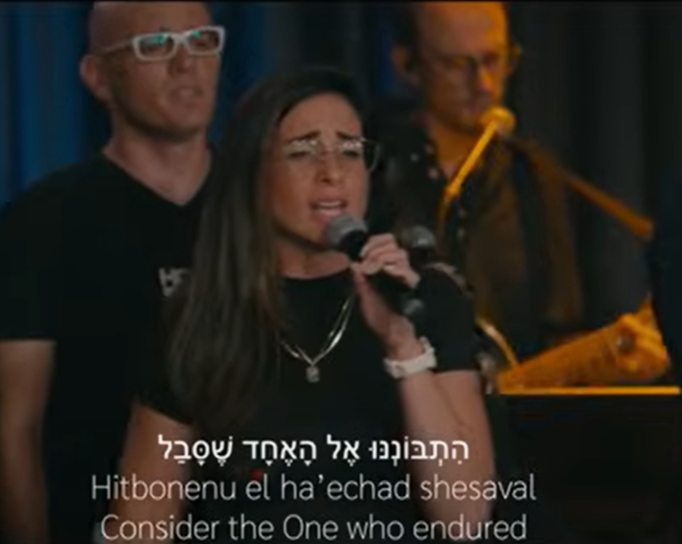 הִתְבּוֹנְנוּ אֶל הָאֶחָד שֶׁסָּבַל
Hitbonenu el ha'echad shesaval
Consider the One who endured